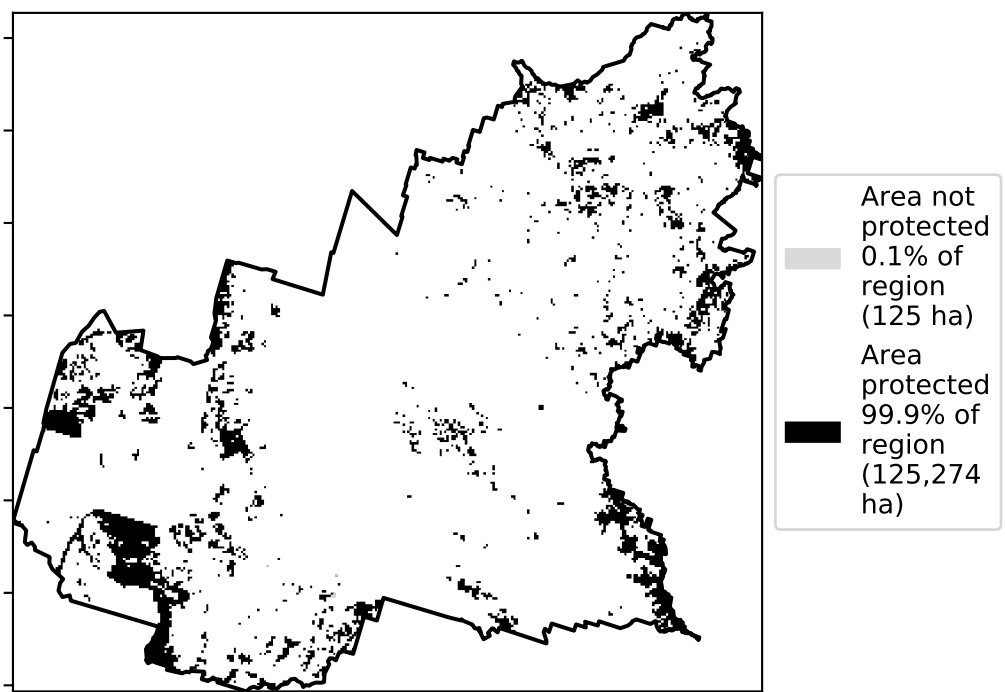 Area not
protected
0.1% of
region
(125 ha)
Area
protected
99.9% of
region
(125,274
ha)